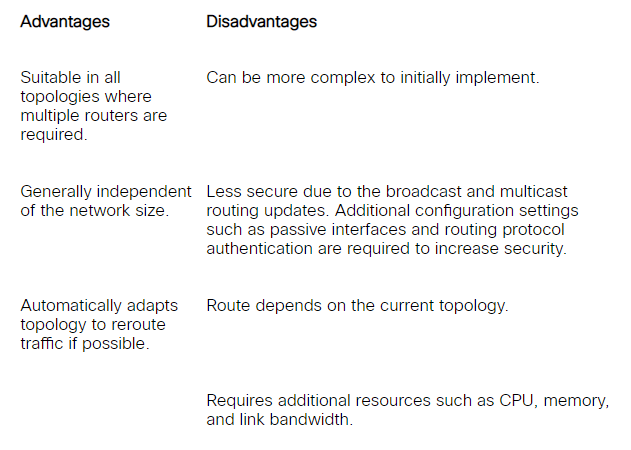 Advantages
Disadvantages
Suitable in all
topologies where
multiple routers are
required.
Can be more complex to initially implement.
Generally independent
of the network size.
Less secure due to the broadcast and multicast
routing updates. Additional configuration settings
such as passive interfaces and routing protocol
authentication are required to increase security.
Automatically adapts
topology to reroute
traffic if possible.
Route depends on the current topology.
Requires additional resources such as CPU, memory,
and link bandwidth.